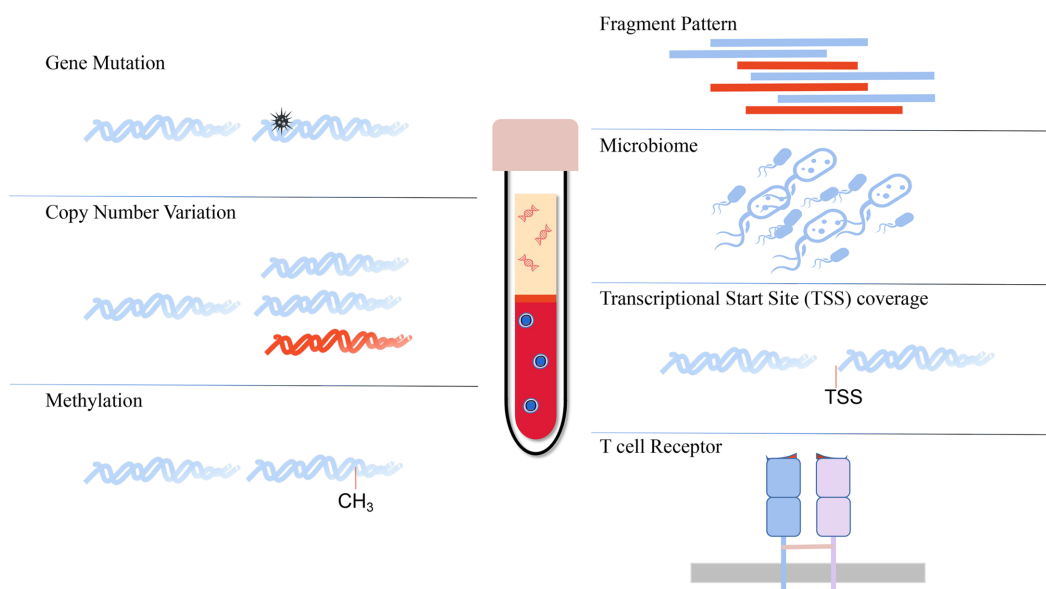 Gene Mutation
Copy Number Variation
Methylation
CH₃
Fragment Pattern
Microbiome
Transcriptional Start Site (TSS) coverage
TSS
T cell Receptor